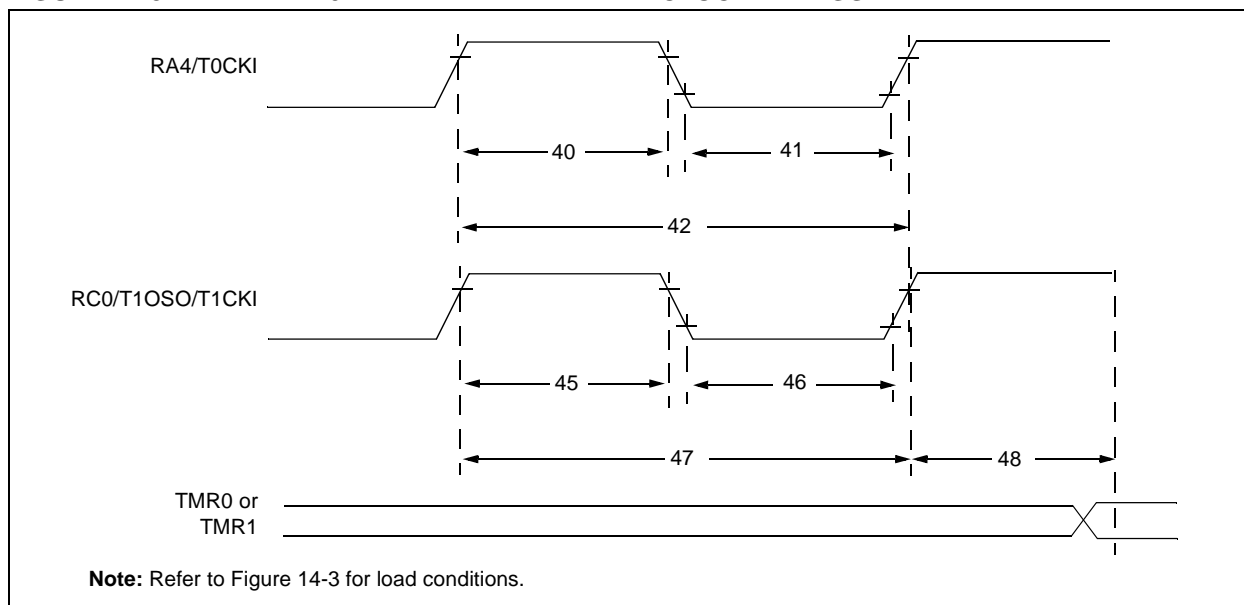 RA4/T0CKI
40
41
42
RC0/T1OSO/T1CKI
45
46
47
48
TMR0 or
TMR1
Note: Refer to Figure 14-3 for load conditions.